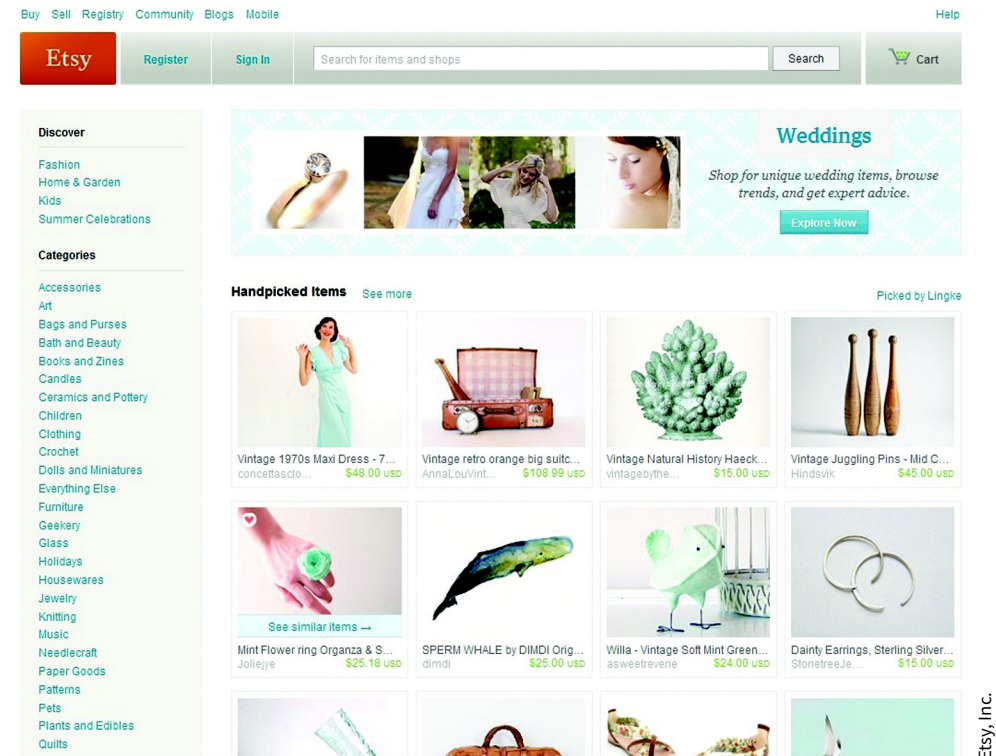 Buy Sell Registry Community Blogs Mobile Help
Etsy Register Sign In Search for items and shops Search Cart
Discover
Fashion
Home & Garden
Kids
Summer Celebrations
Categories
Accessories
Art
Bags and Purses
Bath and Beauty
Books and Zines
Candles
Ceramics and Pottery
Children
Clothing
Crochet
Dolls and Miniatures
Everything Else
Furniture
Geekery
Glass
Holidays
Housewares
Jewelry
Knitting
Music
Needlecraft
Paper Goods
Patterns
Pets
Plants and Edibles
Quilts
Weddings
Shop for unique wedding items, browse
trends, and get expert advice.
Explore Now
Handpicked Items See more Picked by Lingke
Vintage 1970s Maxi Dress - 7...
concettasclo... $48.00 USD
Vintage retro orange big suitc...
AnnaLouVint... $108.99 USD
Vintage Natural History Haeck...
vintagebythe... $15.00 USD
Vintage Juggling Pins - Mid C...
Hindsvik $45.00 USD
See similar items →
Mint Flower ring Organza & S...
Joliejye $25.18 USD
SPERM WHALE by DIMDI Orig...
dimdi $25.00 USD
Willa - Vintage Soft Mint Green...
asweetreverie $24.00 USD
Dainty Earrings, Sterling Silver...
StonetreeJe... $15.00 USD
Etsy, Inc.